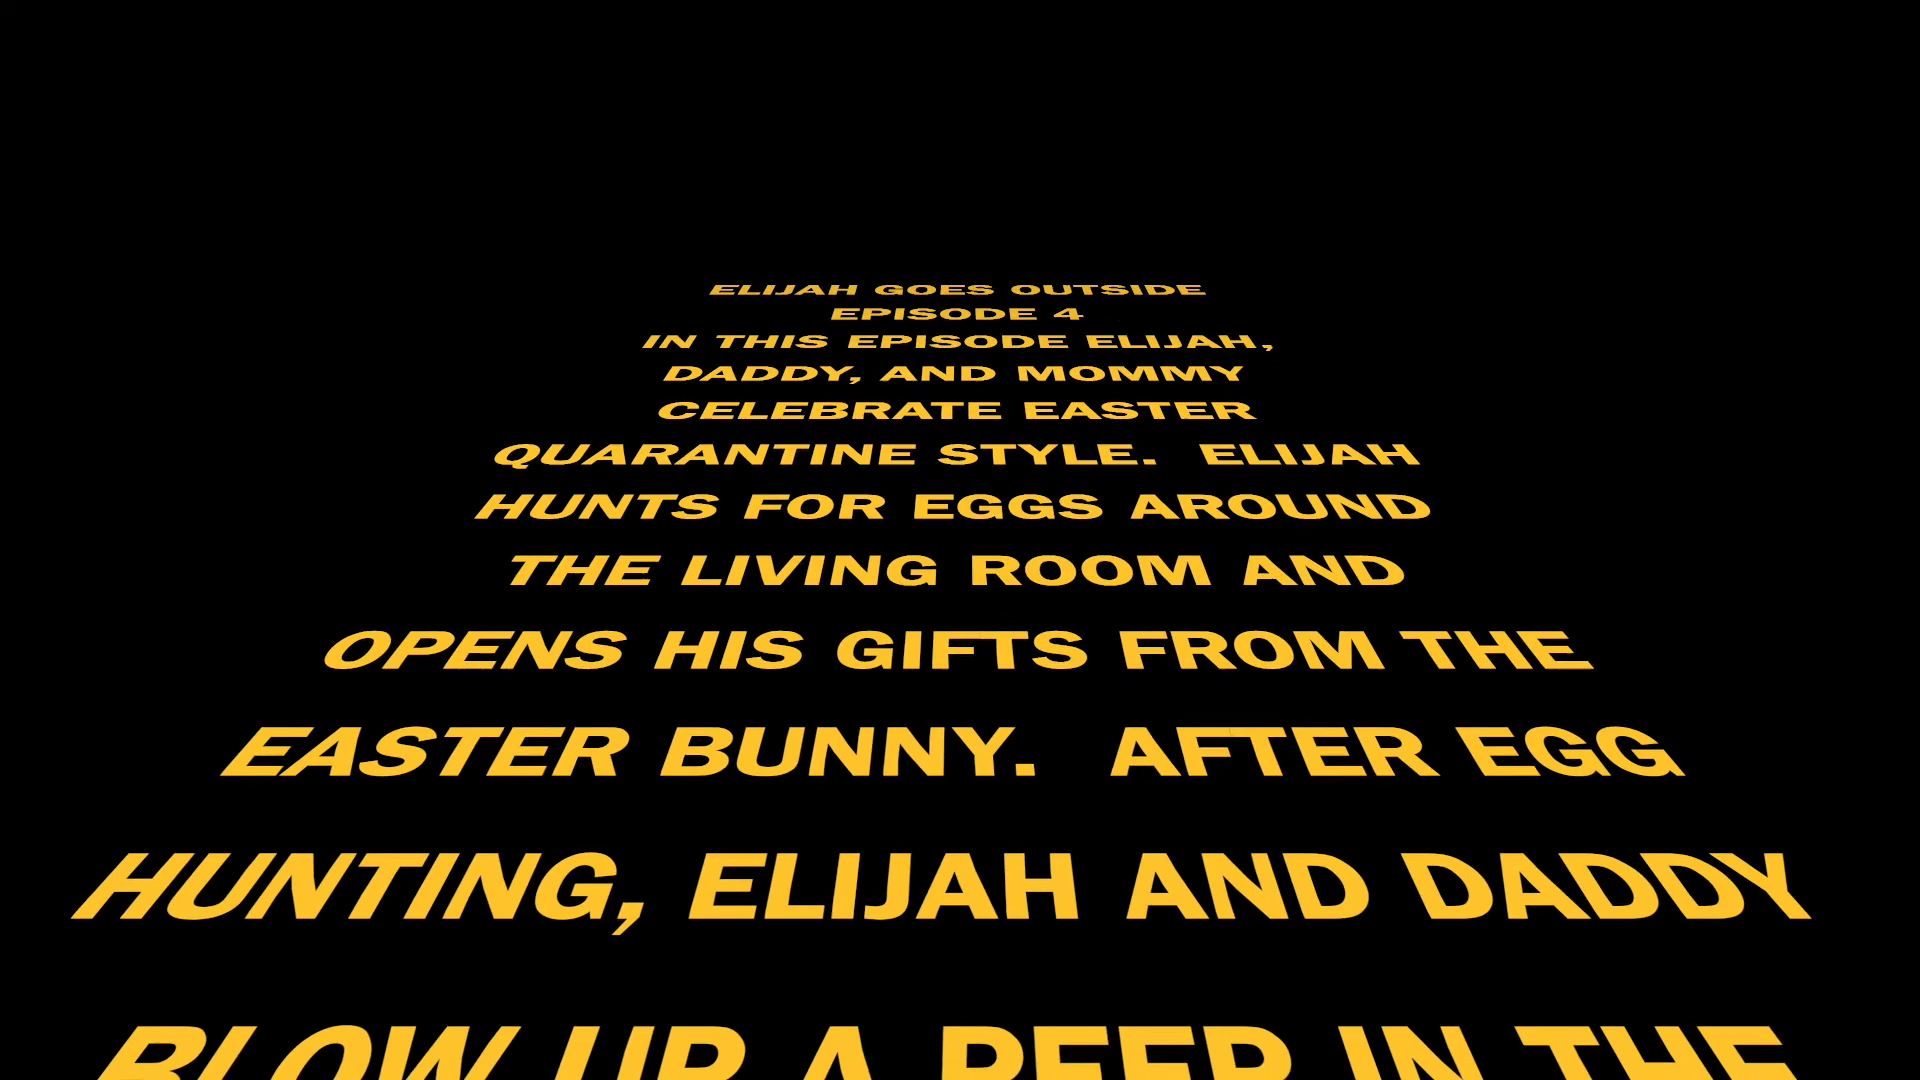 ELIJAH GOES OUTSIDE
EPISODE 4
IN THIS EPISODE ELIJAH,
DADDY, AND MOMMY
CELEBRATE EASTER
QUARANTINE STYLE.  ELIJAH
HUNTS FOR EGGS AROUND
THE LIVING ROOM AND
OPENS HIS GIFTS FROM THE
EASTER BUNNY.  AFTER EGG
HUNTING, ELIJAH AND DADDY
BLOW UP A PEEP IN THE